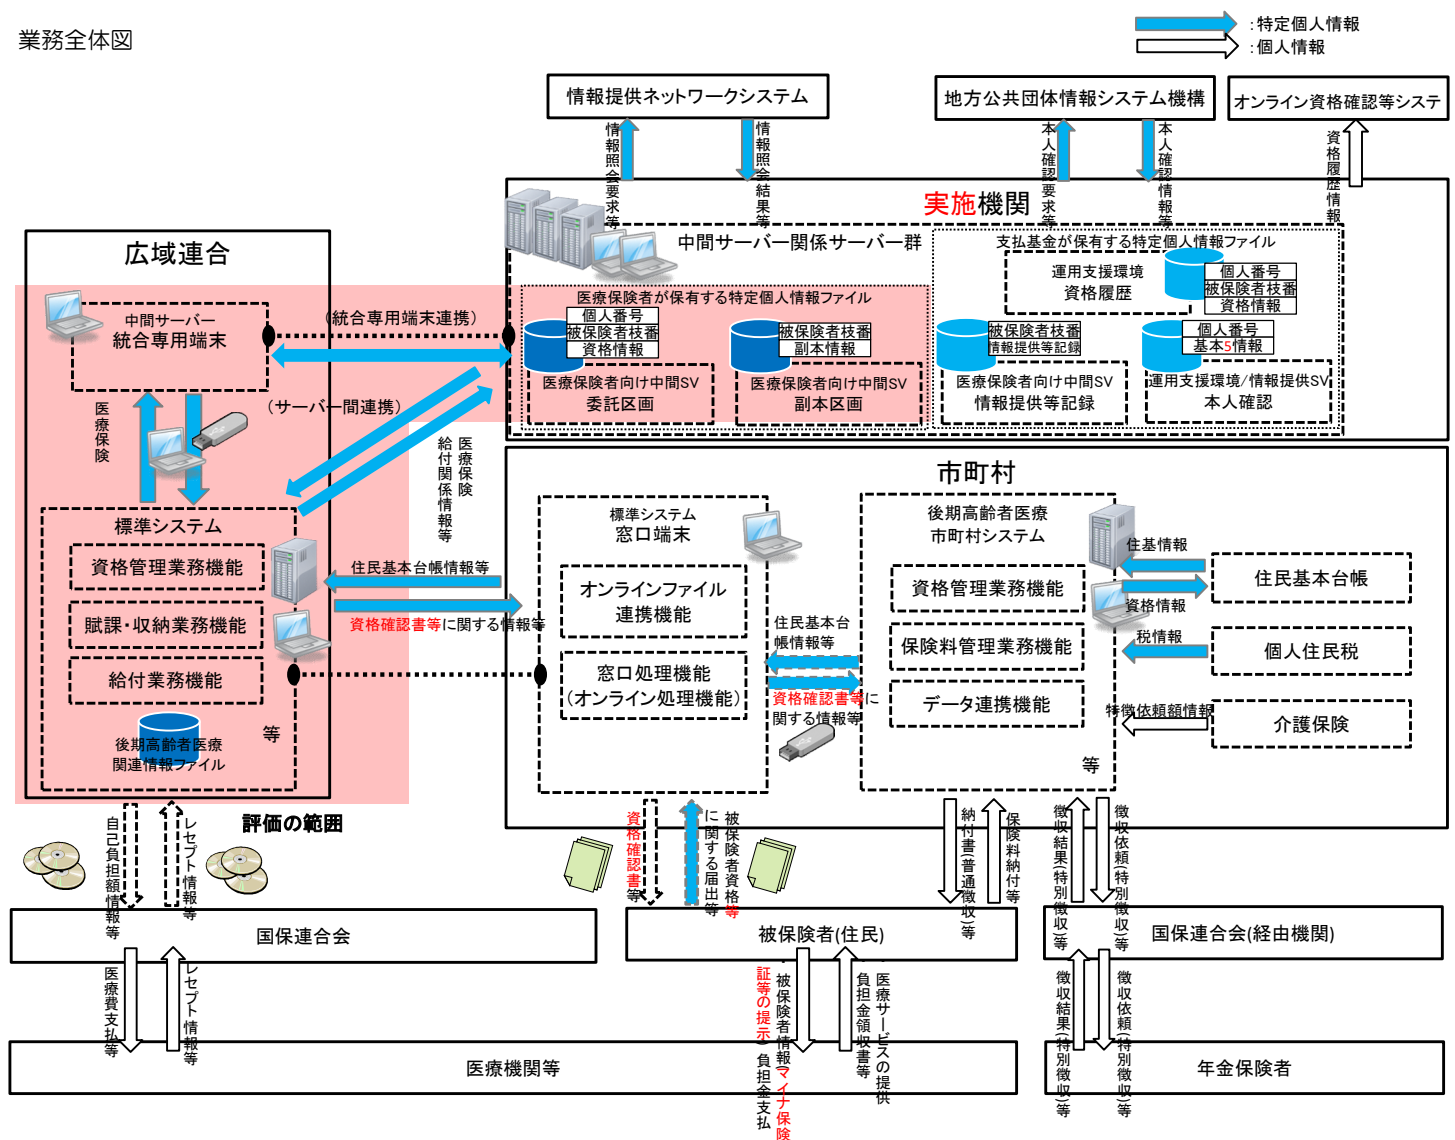 業務全体図
:特定個人情報
:個人情報
情報提供ネットワークシステム
地方公共団体情報システム機構
オンライン資格確認等システ
情報照会要求等
情報照会結果等
本人確認要求等
本人確認情報等
資格履歴情報
実施機関
中間サーバー関係サーバー群
支払基金が保有する特定個人情報ファイル
運用支援環境
資格履歴
個人番号
被保険者枝番
資格情報
医療保険者が保有する特定個人情報ファイル
個人番号
被保険者枝番
資格情報
医療保険者向け中間SV
委託区画
被保険者枝番
副本情報
医療保険者向け中間SV
副本区画
被保険者枝番
情報提供等記録
医療保険者向け中間SV
情報提供等記録
個人番号
基本5情報
運用支援環境/情報提供SV
本人確認
広域連合
中間サーバー
統合専用端末
(統合専用端末連携)
(サーバー間連携)
医療保険
医療保険
給付関係情報等
標準システム
資格管理業務機能
賦課・収納業務機能
給付業務機能
等
後期高齢者医療
関連情報ファイル
評価の範囲
住民基本台帳情報等
資格確認書等に関する情報等
市町村
標準システム
窓口端末
オンラインファイル
連携機能
窓口処理機能
(オンライン処理機能)
住民基本台
帳情報等
資格確認書等に
関する情報等
後期高齢者医療
市町村システム
資格管理業務機能
保険料管理業務機能
データ連携機能
等
住基情報
資格情報
税情報
特徴依頼額情報
住民基本台帳
個人住民税
介護保険
自己負担額情報等
レセプト情報等
資格確認書等
被保険者資格等
に関する届出等
納付書(普通徴収)等
保険料納付等
徴収結果(特別徴収)等
徴収依頼(特別徴収)等
国保連合会
被保険者(住民)
国保連合会(経由機関)
医療費支払等
レセプト情報等
被保険者情報(マイナ保険
証等の提示) 負担金支払
・医療サービスの提供
負担金領収書等
徴収結果(特別徴収)等
徴収依頼(特別徴収)等
医療機関等
年金保険者